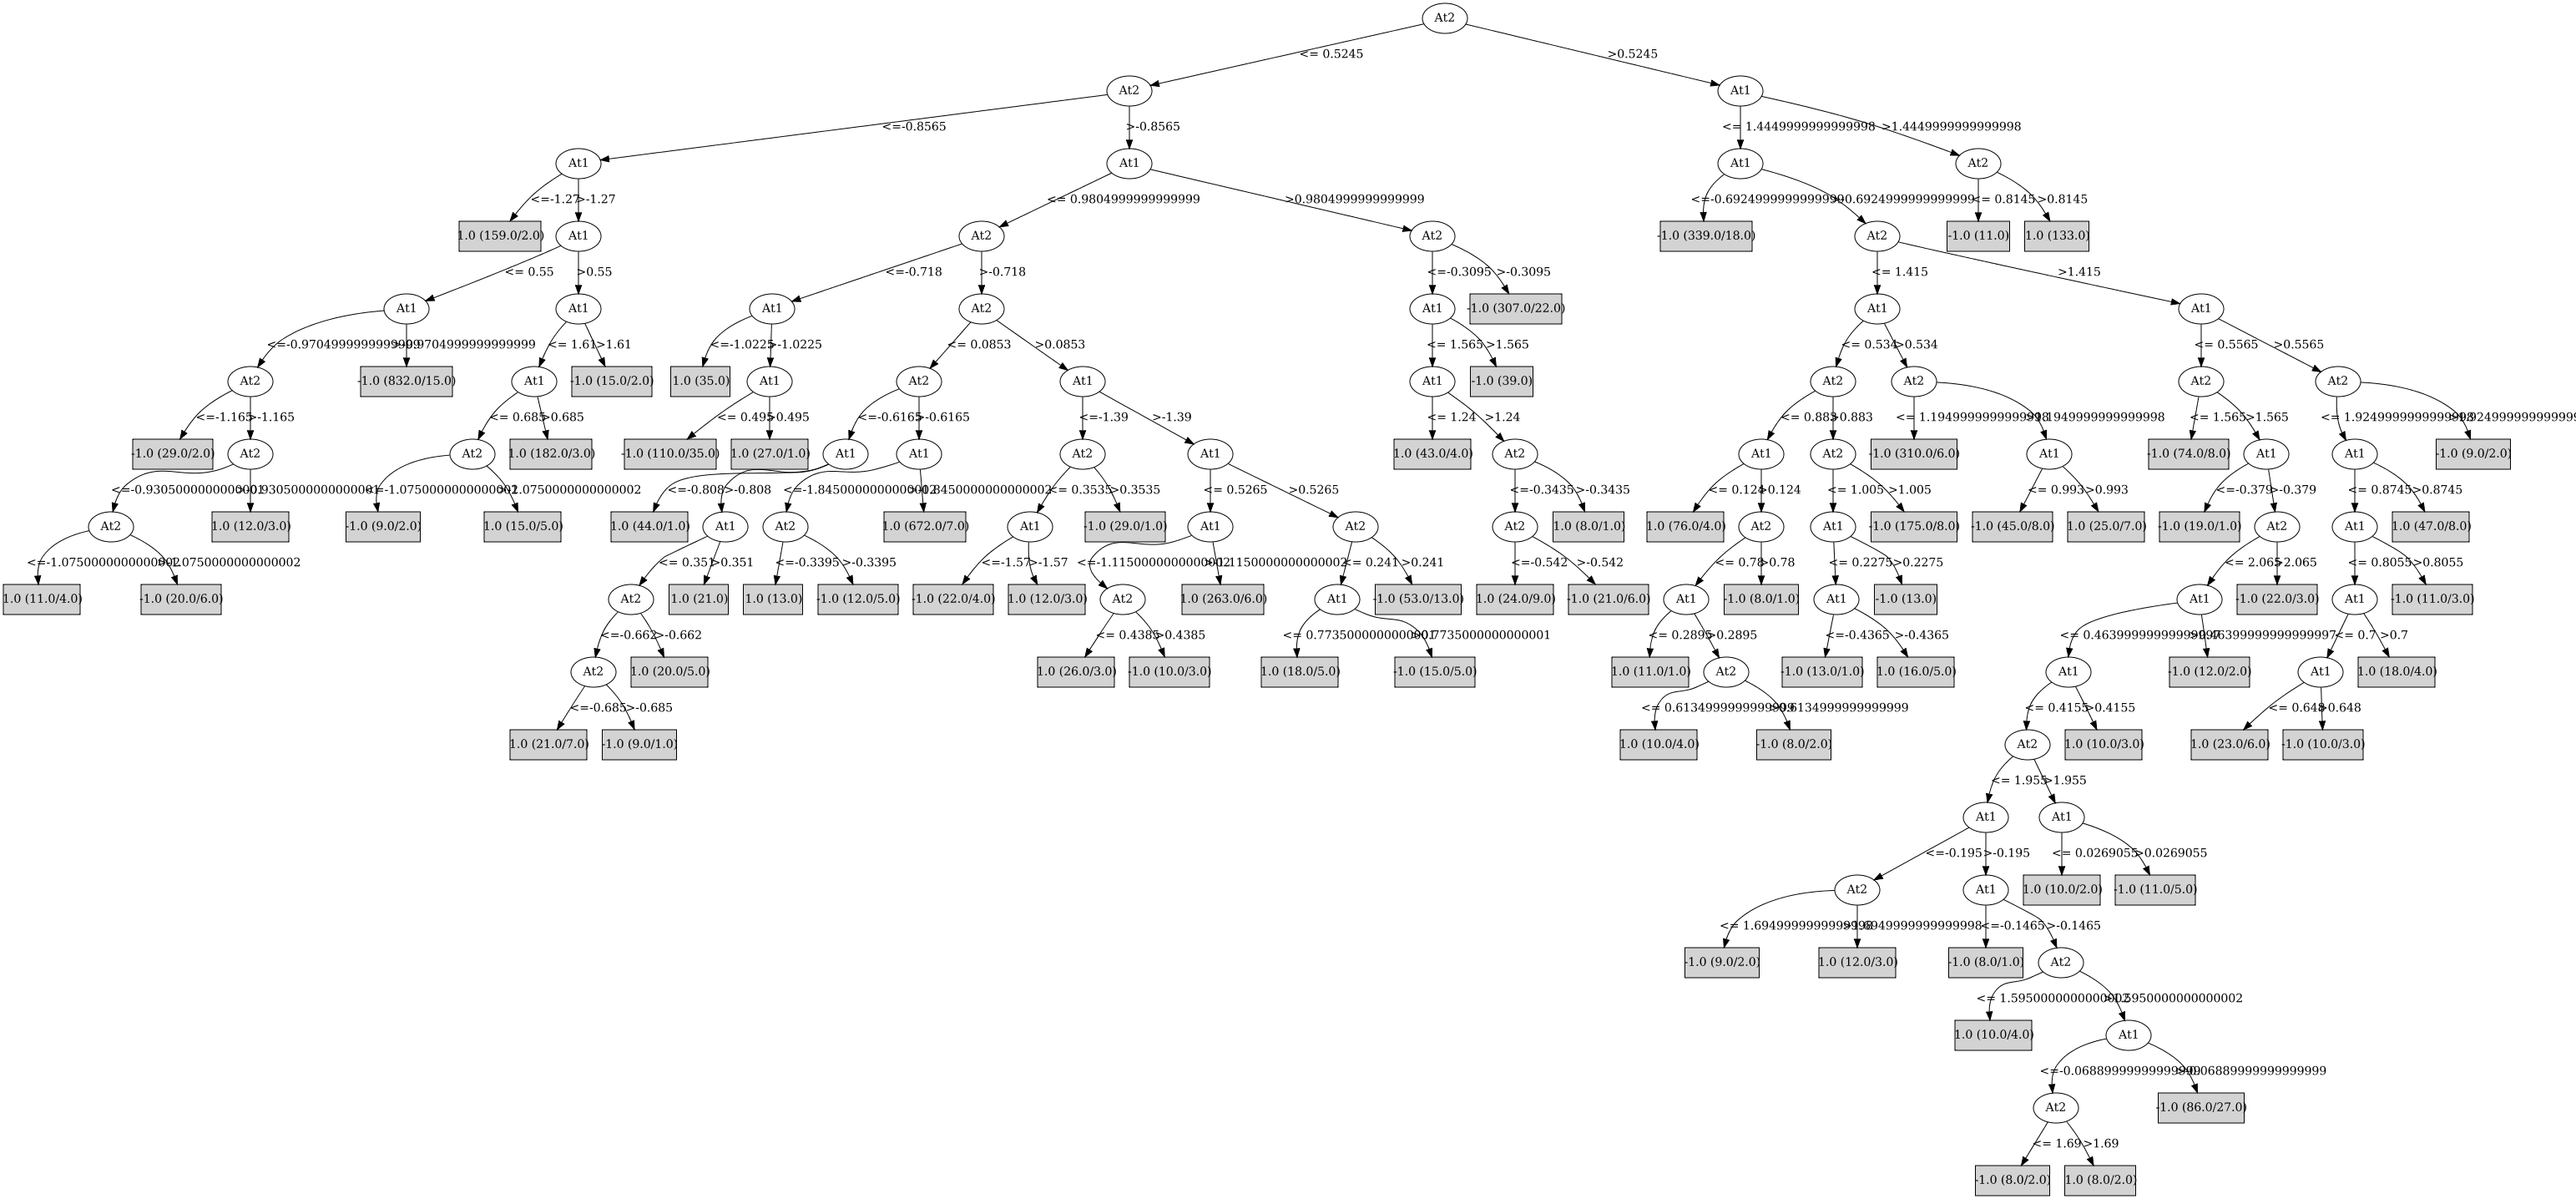 At2
<= 0.5245 >0.5245
At2 At1
<=-0.8565 >-0.8565 <= 1.4449999999999998 >1.4449999999999998
At1 At1 At1 At2
<=-1.27 >-1.27 <= 0.9804999999999999 >0.9804999999999999 <=-0.6924999999999999 >-0.6924999999999999 <= 0.8145 >0.8145
1.0 (159.0/2.0) At1 At2 At2 -1.0 (339.0/18.0) At2 -1.0 (11.0) 1.0 (133.0)
<= 0.55 >0.55 <=-0.718 >-0.718 <=-0.3095 >-0.3095 <= 1.415 >1.415
At1 At1 At1 At2 At1 -1.0 (307.0/22.0) At1 At1
<=-0.9704999999999999 >-0.9704999999999999 <= 1.61 >1.61 <=-1.0225 >-1.0225 <= 0.0853 >0.0853 <= 1.565 >1.565 <= 0.534 >0.534 <= 0.5565 >0.5565
At2 -1.0 (832.0/15.0) At1 -1.0 (15.0/2.0) 1.0 (35.0) At1 At2 At1 At1 -1.0 (39.0) At2 At2 At2 At2
<=-1.165 >-1.165 <= 0.685 >0.685 <= 0.495 >0.495 <=-0.6165 >-0.6165 <=-1.39 >-1.39 <= 1.24 >1.24 <= 0.883 >0.883 <= 1.1949999999999998 >1.1949999999999998 <= 1.565 >1.565 <= 1.9249999999999998
-1.0 (29.0/2.0) At2 At2 1.0 (182.0/3.0) -1.0 (110.0/35.0) 1.0 (27.0/1.0) At1 At1 At2 At1 1.0 (43.0/4.0) At2 At1 At2 -1.0 (310.0/6.0) At1 -1.0 (74.0/8.0) At1 At1 -1.0 (9.0/2.0)
<=-0.9305000000000001 >-0.9305000000000001 <=-1.0750000000000002 >-1.0750000000000002 <=-0.808 >-0.808 <=-1.8450000000000002 >-1.8450000000000002 <= 0.3535 >0.3535 <= 0.5265 >0.5265 <=-0.3435 >-0.3435 <= 0.124 >0.124 <= 1.005 >1.005 <= 0.993 >0.993 <=-0.379 >-0.379 <= 0.8745 >0.8745
At2 1.0 (12.0/3.0) -1.0 (9.0/2.0) 1.0 (15.0/5.0) 1.0 (44.0/1.0) At1 At2 1.0 (672.0/7.0) At1 -1.0 (29.0/1.0) At1 At2 At2 1.0 (8.0/1.0) 1.0 (76.0/4.0) At2 At1 -1.0 (175.0/8.0) -1.0 (45.0/8.0) 1.0 (25.0/7.0) -1.0 (19.0/1.0) At2 At1 1.0 (47.0/8.0)
<=-1.0750000000000002 >-1.0750000000000002 <= 0.351 >0.351 <=-0.3395 >-0.3395 <=-1.57 >-1.57 <=-1.1150000000000002 >-1.1150000000000002 <= 0.241 >0.241 <=-0.542 >-0.542 <= 0.78 >0.78 <= 0.2275 >0.2275 <= 2.065 >2.065 <= 0.8055 >0.8055
1.0 (11.0/4.0) -1.0 (20.0/6.0) At2 1.0 (21.0) 1.0 (13.0) -1.0 (12.0/5.0) -1.0 (22.0/4.0) 1.0 (12.0/3.0) At2 1.0 (263.0/6.0) At1 -1.0 (53.0/13.0) 1.0 (24.0/9.0) -1.0 (21.0/6.0) At1 -1.0 (8.0/1.0) At1 -1.0 (13.0) At1 -1.0 (22.0/3.0) At1 -1.0 (11.0/3.0)
<=-0.662 >-0.662 <= 0.4385 >0.4385 <= 0.7735000000000001 >0.7735000000000001 <= 0.2895 >0.2895 <=-0.4365 >-0.4365 <= 0.46399999999999997 >0.46399999999999997 <= 0.7 >0.7
At2 1.0 (20.0/5.0) 1.0 (26.0/3.0) -1.0 (10.0/3.0) 1.0 (18.0/5.0) -1.0 (15.0/5.0) 1.0 (11.0/1.0) At2 -1.0 (13.0/1.0) 1.0 (16.0/5.0) At1 -1.0 (12.0/2.0) At1 1.0 (18.0/4.0)
<=-0.685 >-0.685 <= 0.6134999999999999 >0.6134999999999999 <= 0.4155 >0.4155 <= 0.648 >0.648
1.0 (21.0/7.0) -1.0 (9.0/1.0) 1.0 (10.0/4.0) -1.0 (8.0/2.0) At2 1.0 (10.0/3.0) 1.0 (23.0/6.0) -1.0 (10.0/3.0)
<= 1.955 >1.955
At1 At1
<=-0.195 >-0.195 <= 0.0269055 >0.0269055
At2 At1 1.0 (10.0/2.0) -1.0 (11.0/5.0)
<= 1.6949999999999998 >1.6949999999999998 <=-0.1465 >-0.1465
-1.0 (9.0/2.0) 1.0 (12.0/3.0) -1.0 (8.0/1.0) At2
<= 1.5950000000000002 >1.5950000000000002
1.0 (10.0/4.0) At1
<=-0.06889999999999999 >-0.06889999999999999
At2 -1.0 (86.0/27.0)
<= 1.69 >1.69
-1.0 (8.0/2.0) 1.0 (8.0/2.0)